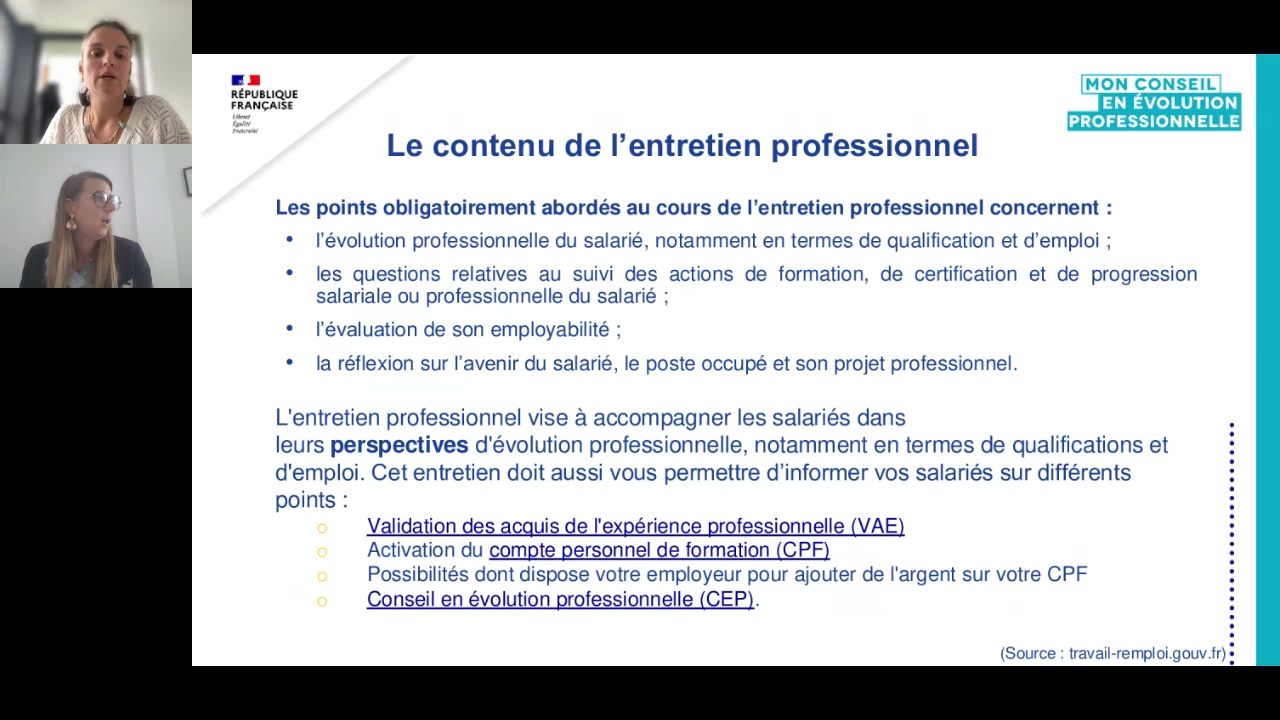 RÉPUBLIQUE
FRANÇAISE
Liberté
Égalité
Fraternité
MON CONSEIL
EN ÉVOLUTION
PROFESSIONNELLE
Le contenu de l’entretien professionnel
Les points obligatoirement abordés au cours de l’entretien professionnel concernent :
• l’évolution professionnelle du salarié, notamment en termes de qualification et d’emploi ;
• les questions relatives au suivi des actions de formation, de certification et de progression
salariale ou professionnelle du salarié ;
• l’évaluation de son employabilité ;
• la réflexion sur l’avenir du salarié, le poste occupé et son projet professionnel.
L'entretien professionnel vise à accompagner les salariés dans
leurs perspectives d'évolution professionnelle, notamment en termes de qualifications et
d'emploi. Cet entretien doit aussi vous permettre d’informer vos salariés sur différents
points :
o Validation des acquis de l'expérience professionnelle (VAE)
o Activation du compte personnel de formation (CPF)
o Possibilités dont dispose votre employeur pour ajouter de l'argent sur votre CPF
o Conseil en évolution professionnelle (CEP).
(Source : travail-remploi.gouv.fr)